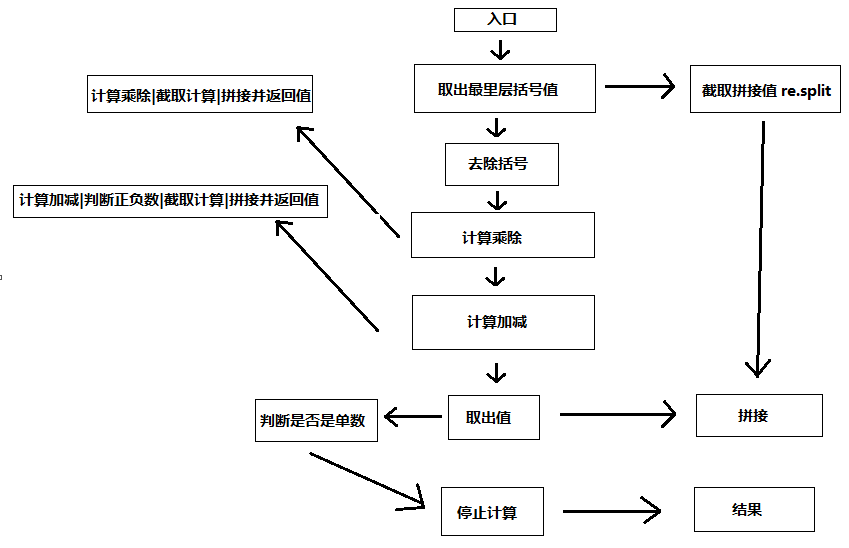 入口
计算乘除|截取计算|拼接并返回值
取出最里层括号值
截取拼接值 re.split
去除括号
计算加减|判断正负数|截取计算|拼接并返回值
计算乘除
计算加减
判断是否是单数
取出值
拼接
停止计算
结果